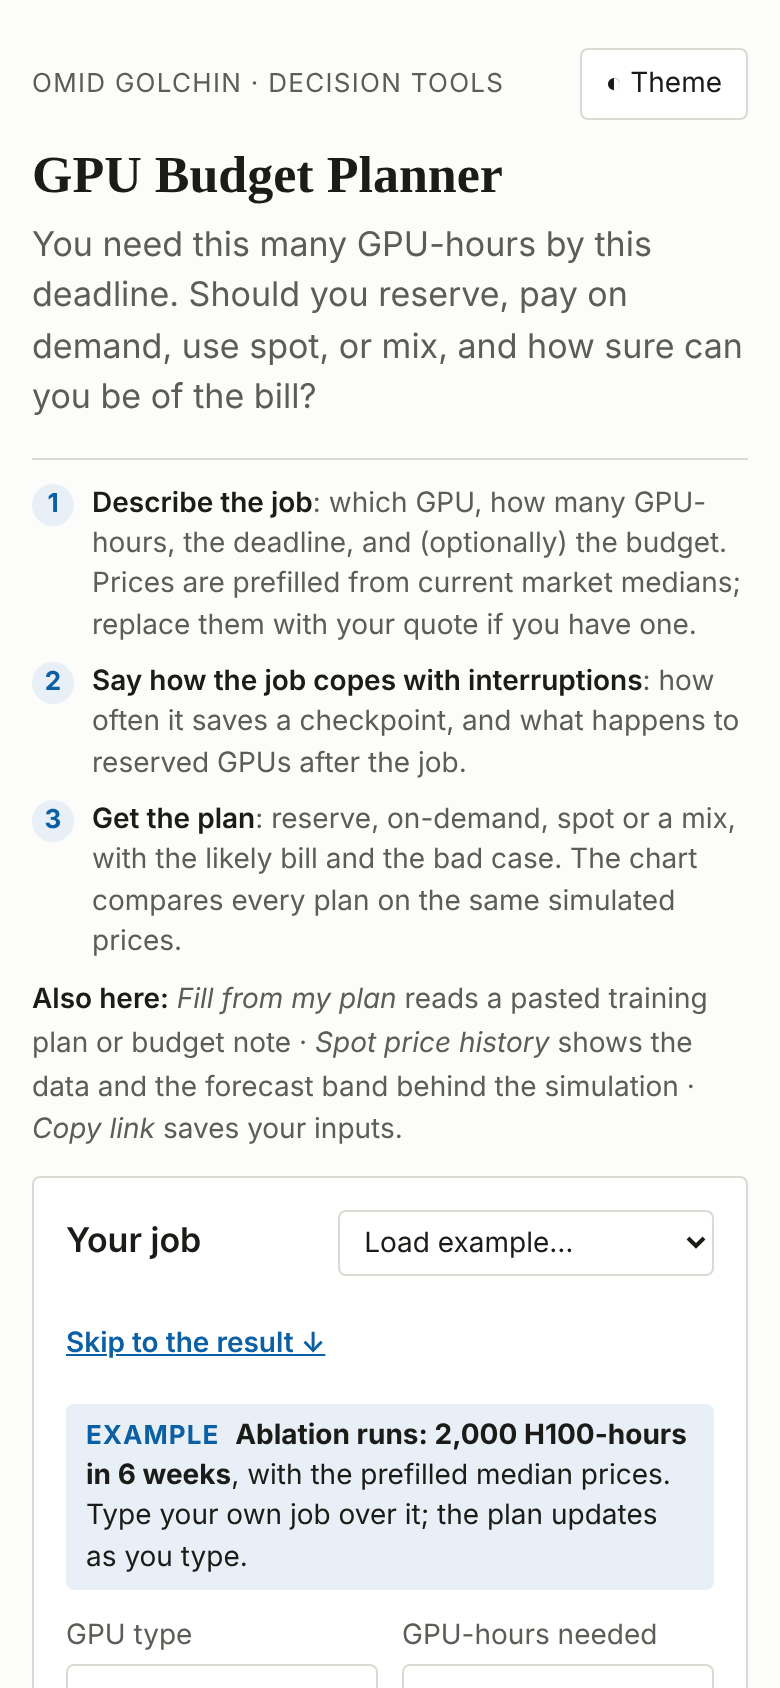 OMID GOLCHIN · DECISION TOOLS
Theme
GPU Budget Planner
You need this many GPU-hours by this
deadline. Should you reserve, pay on
demand, use spot, or mix, and how sure can
you be of the bill?
1 Describe the job: which GPU, how many GPU-
hours, the deadline, and (optionally) the budget.
Prices are prefilled from current market medians;
replace them with your quote if you have one.
2 Say how the job copes with interruptions: how
often it saves a checkpoint, and what happens to
reserved GPUs after the job.
3 Get the plan: reserve, on-demand, spot or a mix,
with the likely bill and the bad case. The chart
compares every plan on the same simulated
prices.
Also here: Fill from my plan reads a pasted training
plan or budget note · Spot price history shows the
data and the forecast band behind the simulation ·
Copy link saves your inputs.
Your job
Load example...
Skip to the result ↓
EXAMPLE Ablation runs: 2,000 H100-hours
in 6 weeks, with the prefilled median prices.
Type your own job over it; the plan updates
as you type.
GPU type
GPU-hours needed